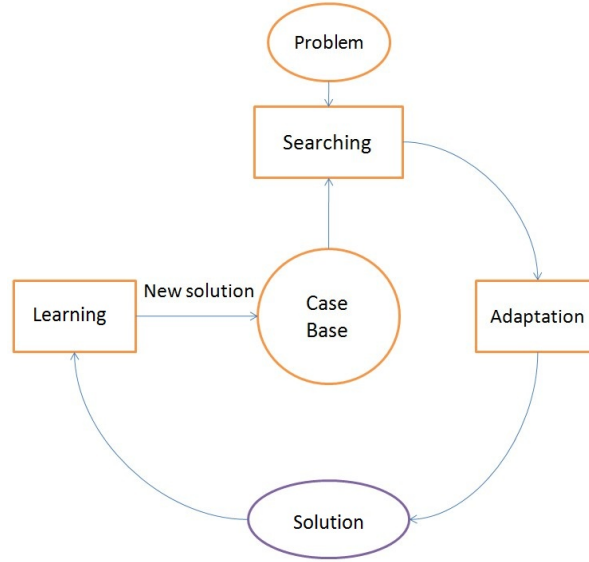 Problem
Searching
New solution
Learning
Case
Base
Adaptation
Solution